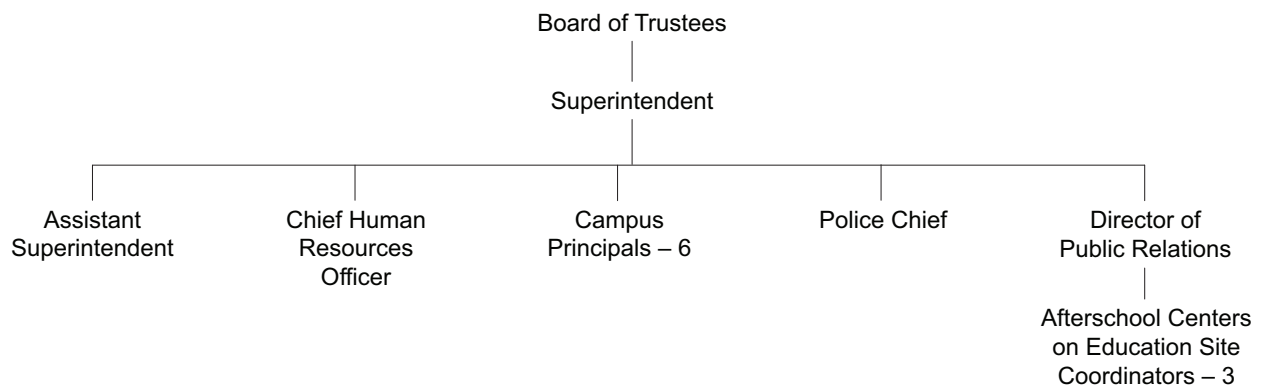 Board of Trustees
Superintendent
Assistant
Superintendent
Chief Human
Resources
Officer
Campus
Principals – 6
Police Chief
Director of
Public Relations
Afterschool Centers
on Education Site
Coordinators – 3